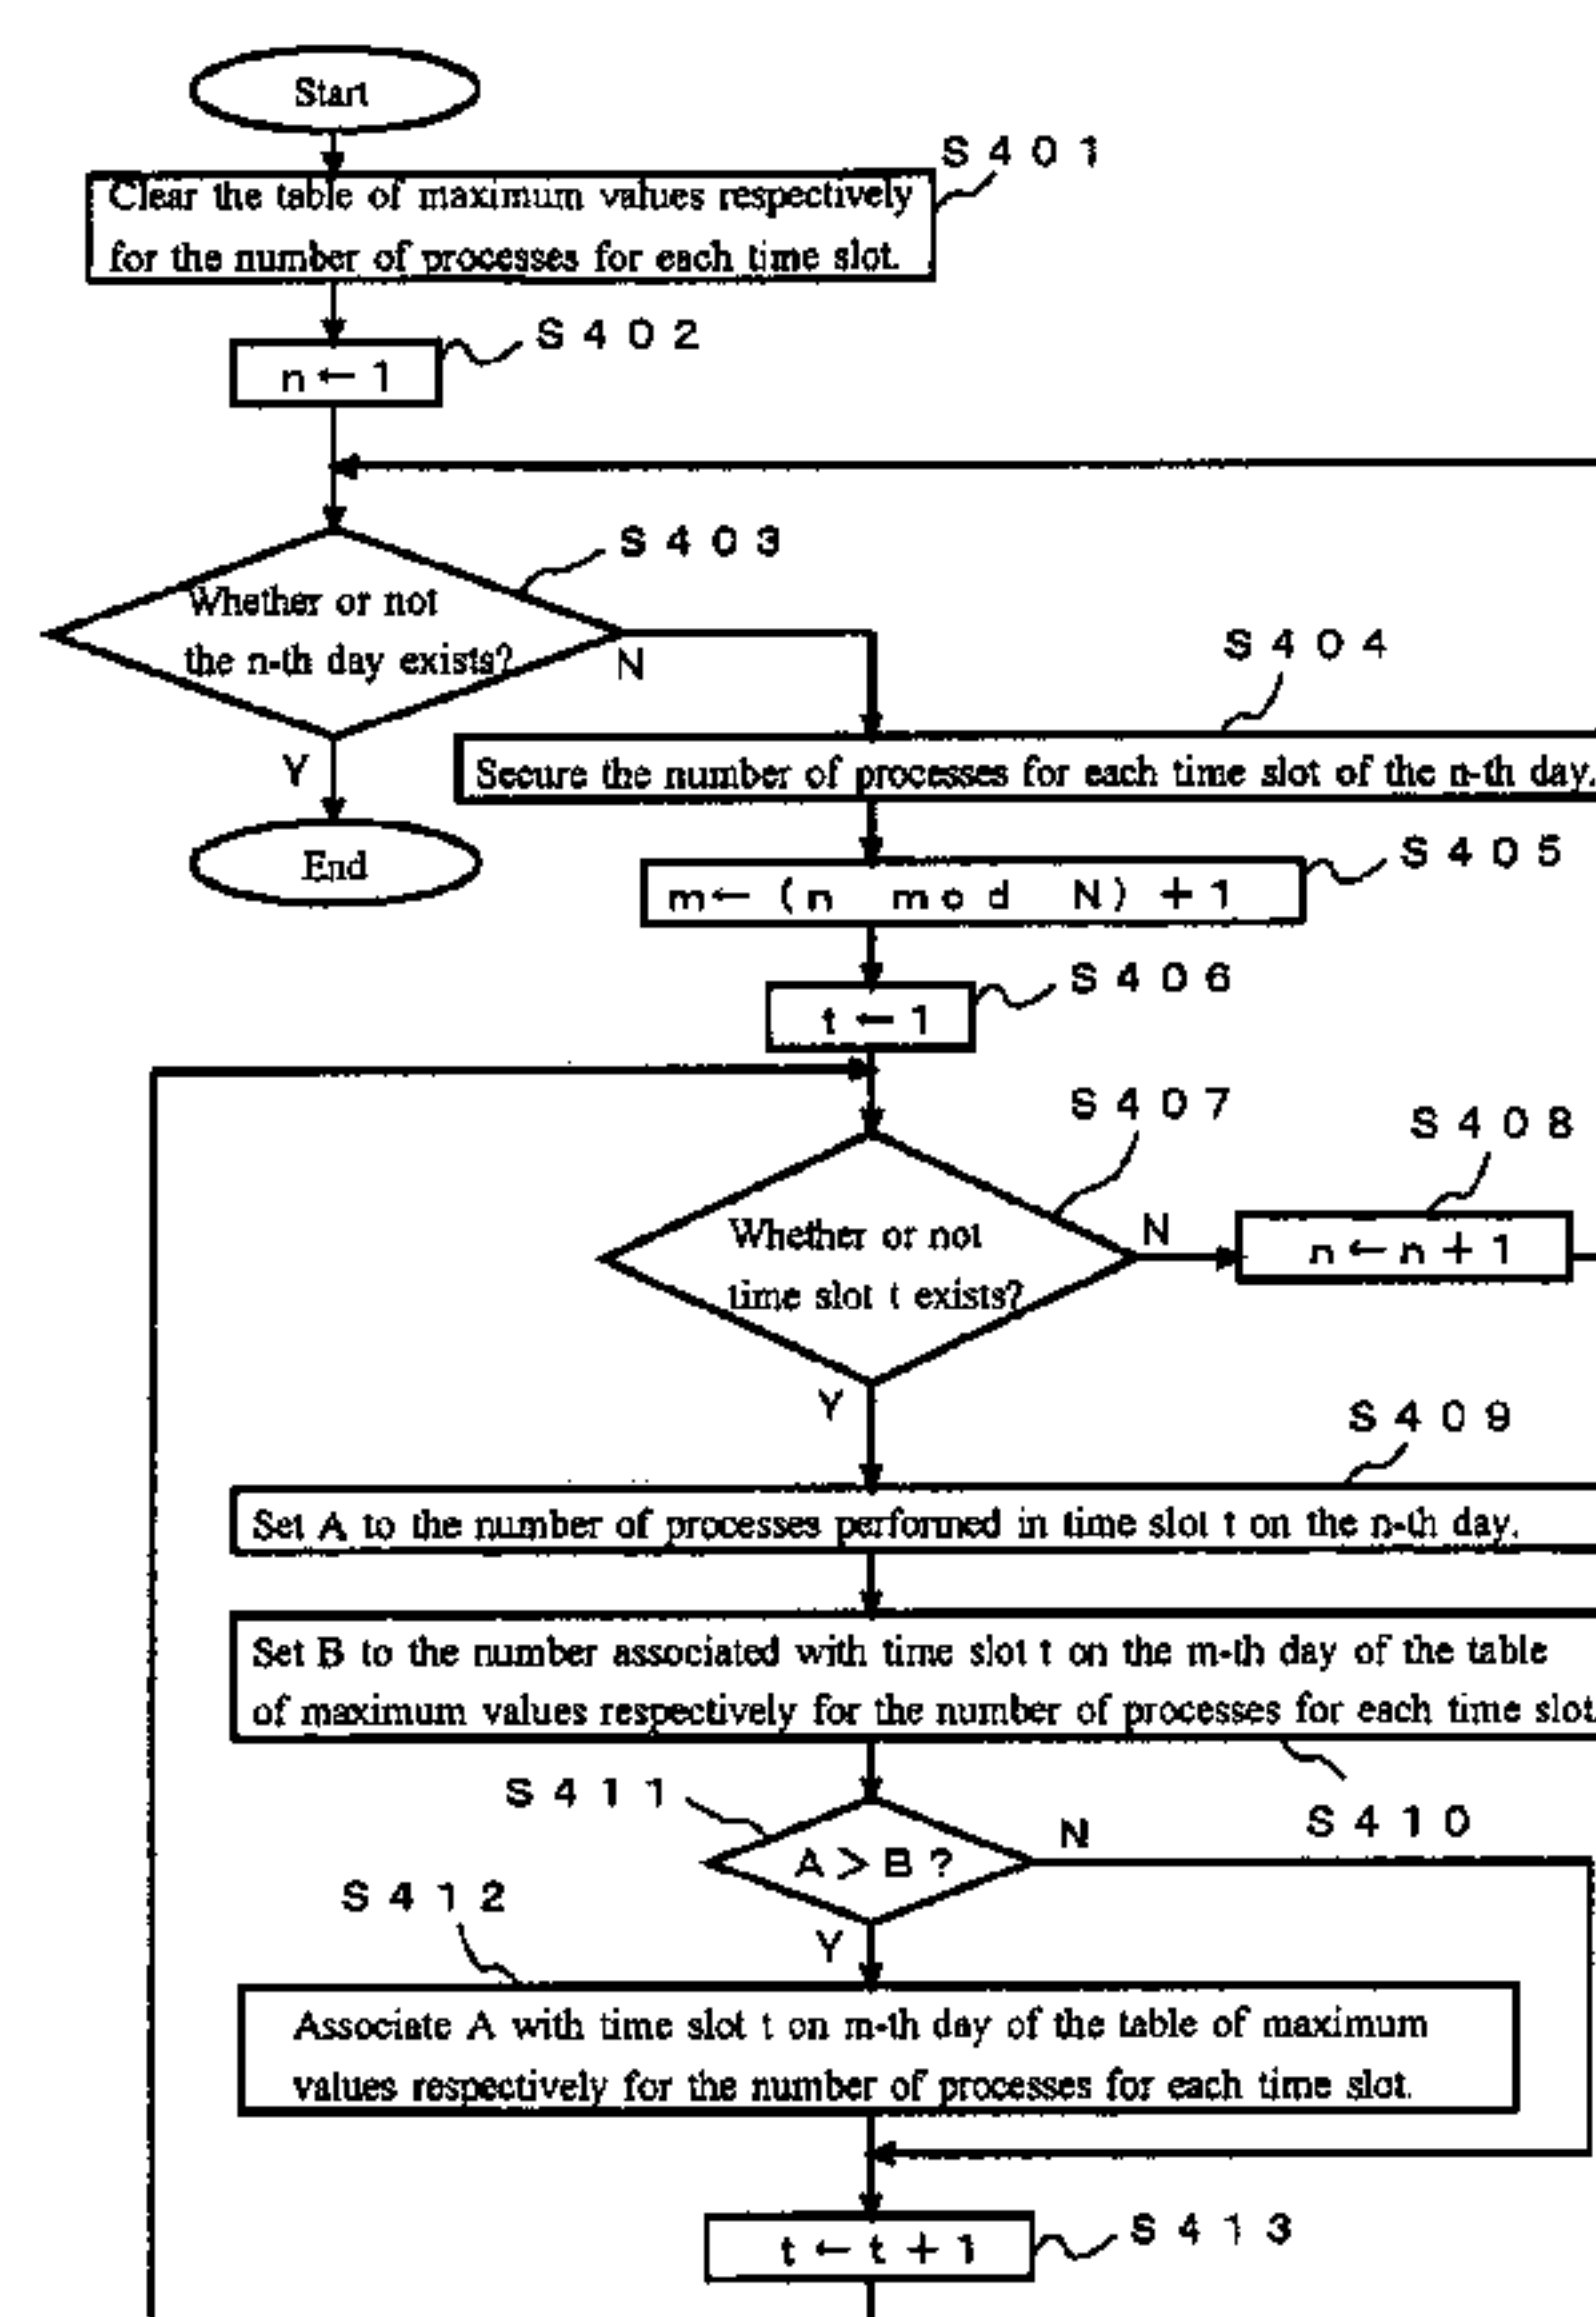 Start
S401
Clear the table of maximum values respectively
for the number of processes for each time slot.
S402
n←1
S403
Whether or not
the n-th day exists?
N
Y
S404
Secure the number of processes for each time slot of the n-th day.
End
S405
m←(n mod N)+1
S406
t←1
S407
S408
Whether or not
time slot t exists?
N
n←n+1
Y
S409
Set A to the number of processes performed in time slot t on the n-th day.
Set B to the number associated with time slot t on the m-th day of the table
of maximum values respectively for the number of processes for each time slot.
S411
S410
A>B?
N
S412
Y
Associate A with time slot t on m-th day of the table of maximum
values respectively for the number of processes for each time slot.
t←t+1
S413